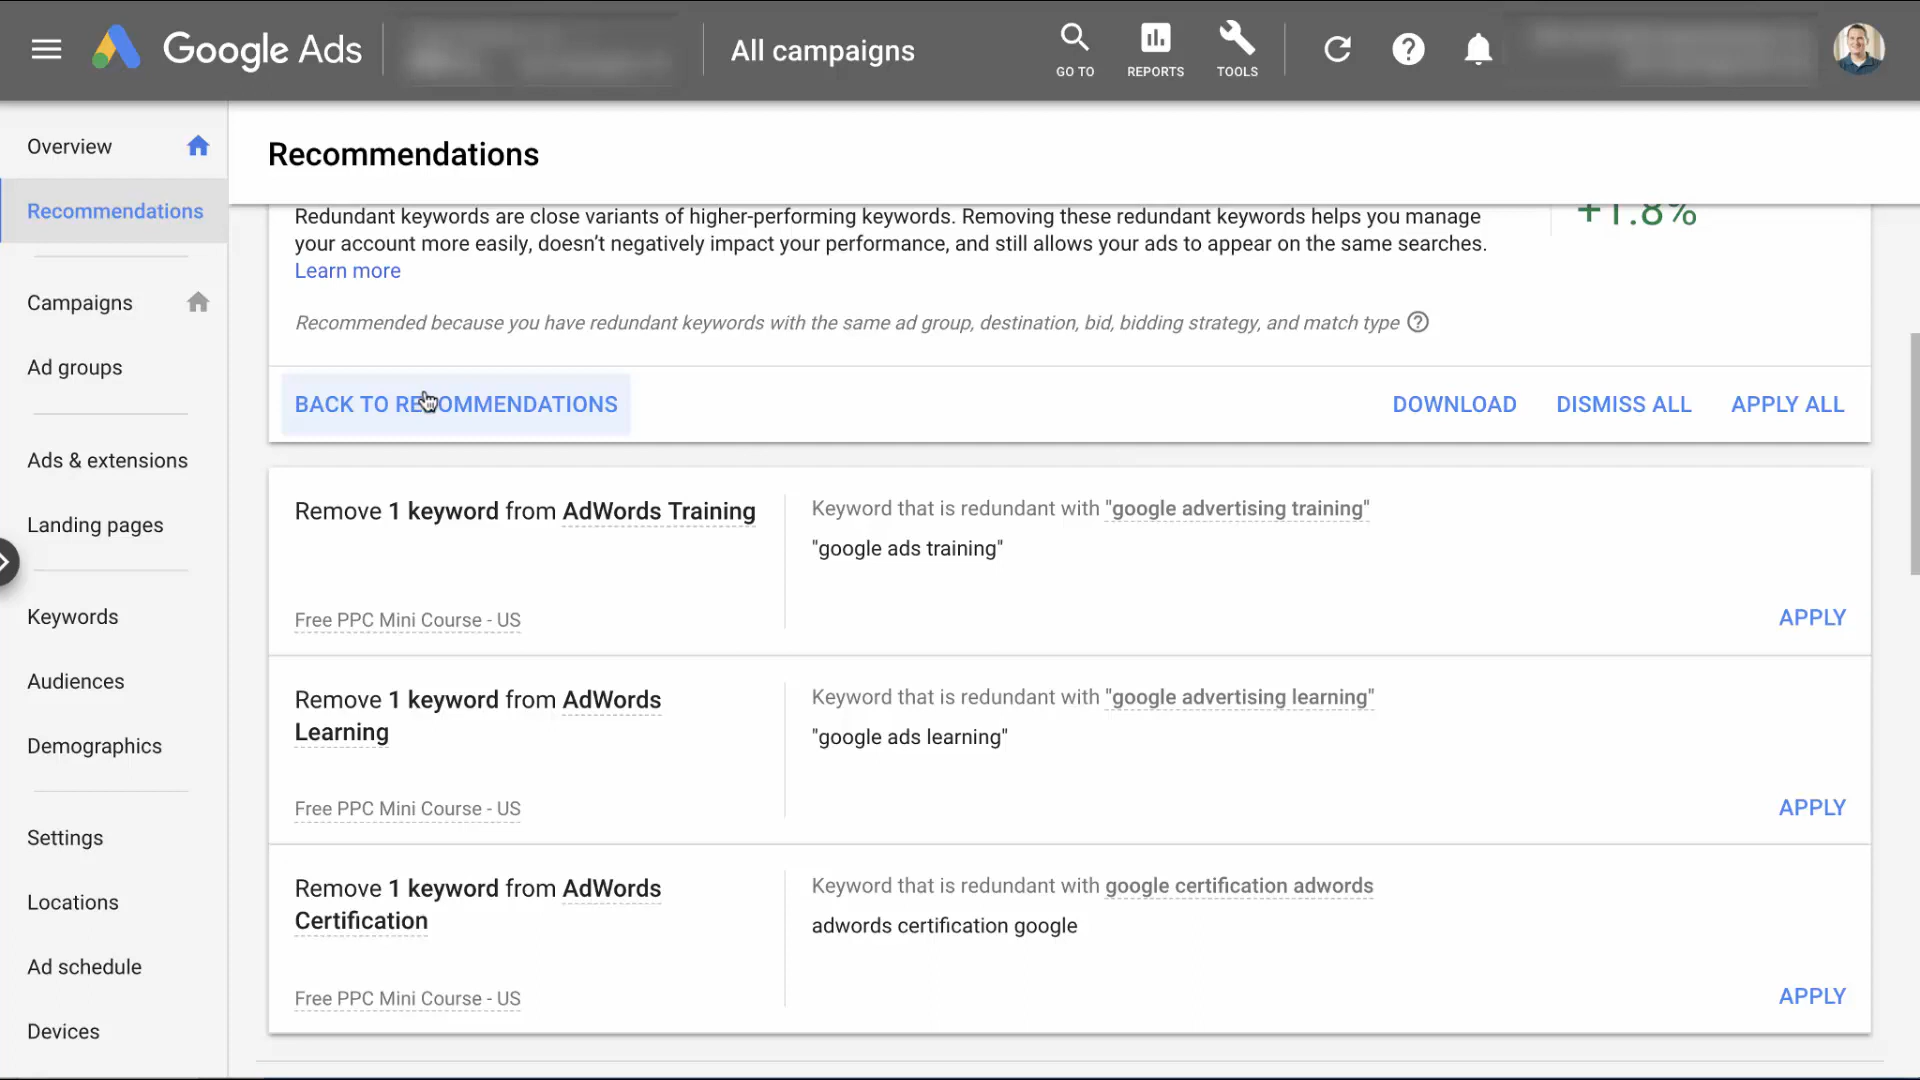 Google Ads
All campaigns
GO TO
REPORTS
TOOLS
Overview
Recommendations
Campaigns
Ad groups
Ads & extensions
Landing pages
Keywords
Audiences
Demographics
Settings
Locations
Ad schedule
Devices
Recommendations
Redundant keywords are close variants of higher-performing keywords. Removing these redundant keywords helps you manage
your account more easily, doesn't negatively impact your performance, and still allows your ads to appear on the same searches.
Learn more
+1.8%
Recommended because you have redundant keywords with the same ad group, destination, bid, bidding strategy, and match type
BACK TO RECOMMENDATIONS
DOWNLOAD
DISMISS ALL
APPLY ALL
Remove 1 keyword from AdWords Training
Free PPC Mini Course - US
Keyword that is redundant with "google advertising training"
"google ads training"
APPLY
Remove 1 keyword from AdWords
Learning
Free PPC Mini Course - US
Keyword that is redundant with "google advertising learning"
"google ads learning"
APPLY
Remove 1 keyword from AdWords
Certification
Free PPC Mini Course - US
Keyword that is redundant with google certification adwords
adwords certification google
APPLY